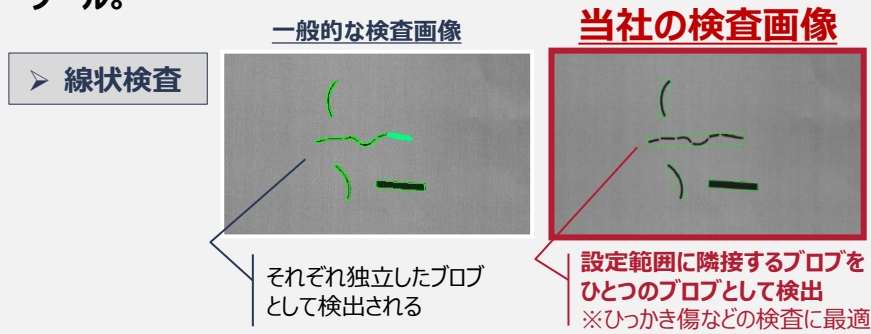 ツール。
一般的な検査画像
当社の検査画像
➢ 線状検査
それぞれ独立したブロブ
として検出される
設定範囲に隣接するブロブを
ひとつのブロブとして検出
※ひっかき傷などの検査に最適